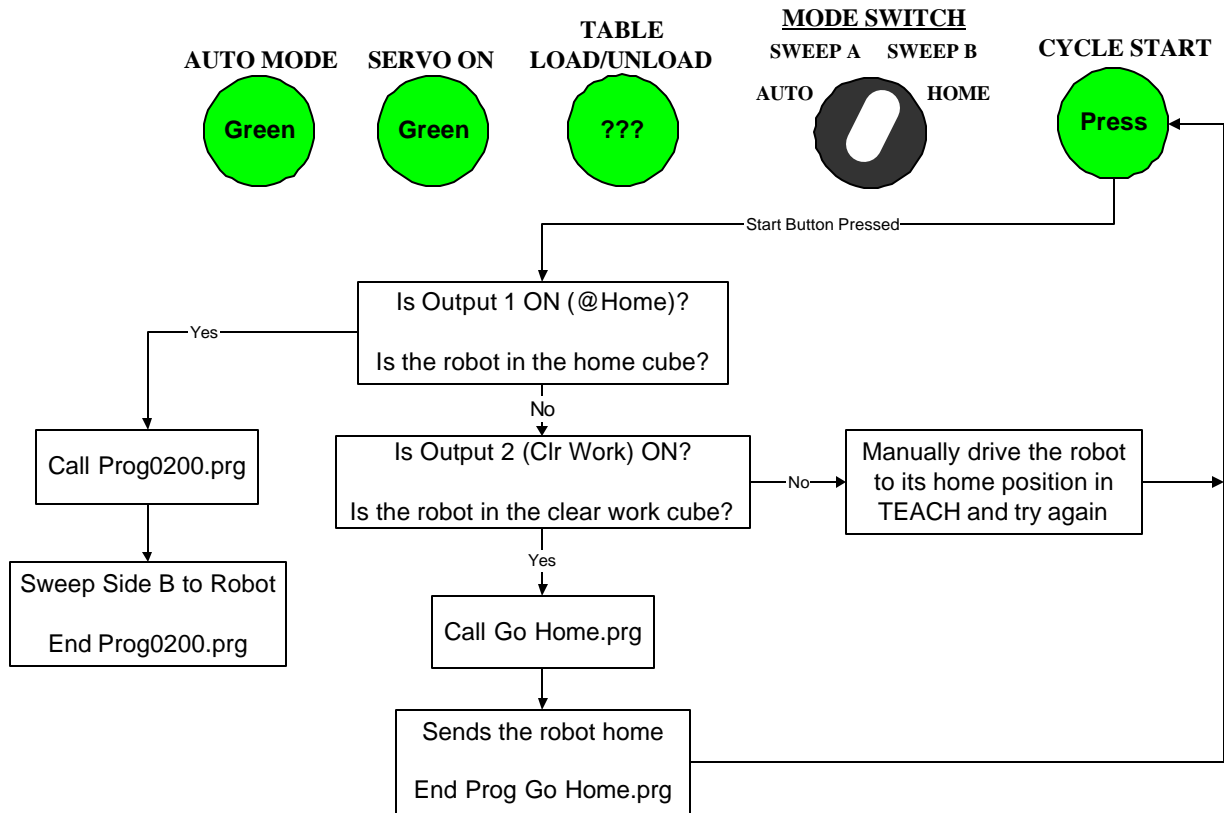 MODE SWITCH
TABLE
SWEEP A SWEEP B
CYCLE START
AUTO MODE SERVO ON LOAD/UNLOAD
AUTO HOME
Green Green ??? Press
Start Button Pressed
Is Output 1 ON (@Home)?
Is the robot in the home cube?
Yes
No
Call Prog0200.prg
Is Output 2 (Clr Work) ON?
Is the robot in the clear work cube?
No
Manually drive the robot
to its home position in
TEACH and try again
Yes
Sweep Side B to Robot
End Prog0200.prg
Call Go Home.prg
Sends the robot home
End Prog Go Home.prg